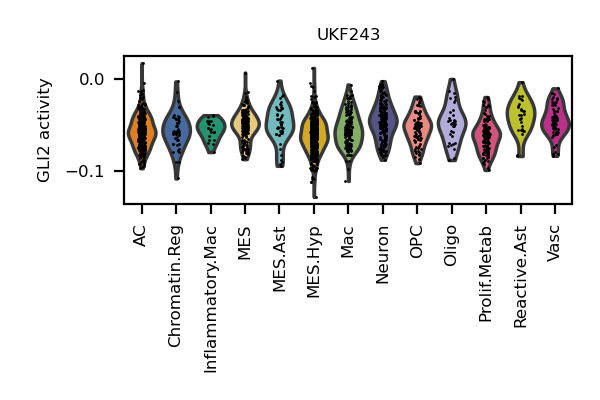 UKF243
GLI2 activity
0.0
−0.1
AC
Chromatin.Reg
Inflammatory.Mac
MES
MES.Ast
MES.Hyp
Mac
Neuron
OPC
Oligo
Prolif.Metab
Reactive.Ast
Vasc